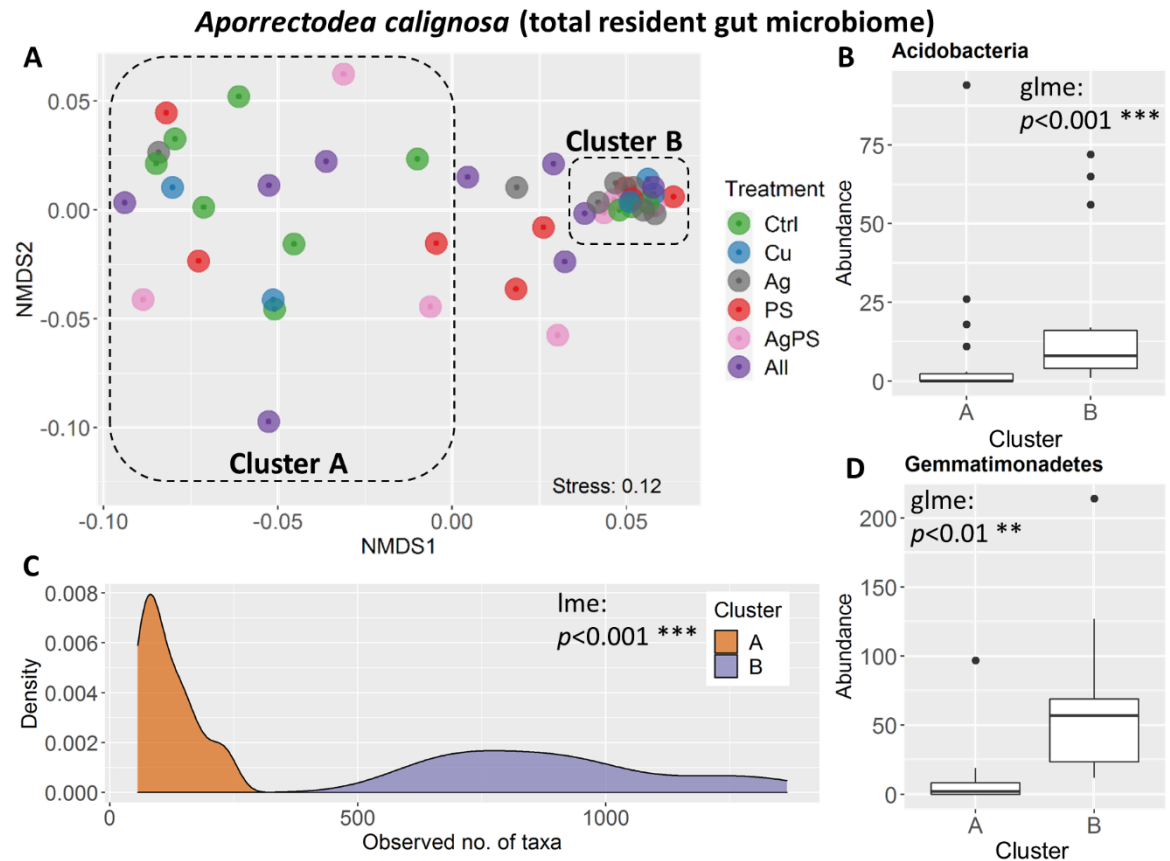 Aporrectodea calignosa (total resident gut microbiome)
A
0.05
0.00
-0.05
-0.10
NMDS2
Cluster A
Cluster B
Stress: 0.12
-0.10
-0.05
0.00
0.05
NMDS1
Treatment
Ctrl
Cu
Ag
PS
AgPS
All
B
Acidobacteria
glme:
p<0.001 ***
75
50
25
0
Abundance
A
B
Cluster
C
0.008
0.006
0.004
0.002
0.000
Density
lme:
p<0.001 ***
Cluster
A
B
0
500
1000
Observed no. of taxa
D
Gemmatimonadetes
glme:
p<0.01 **
200
150
100
50
0
Abundance
A
B
Cluster